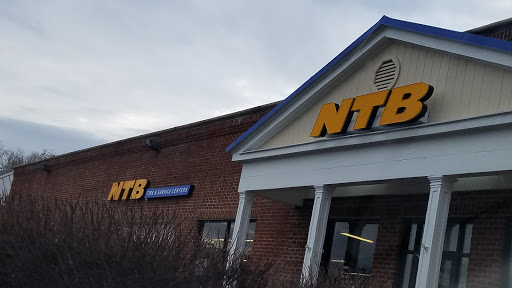 NTB
NTB TIRE & SERVICE CENTERS